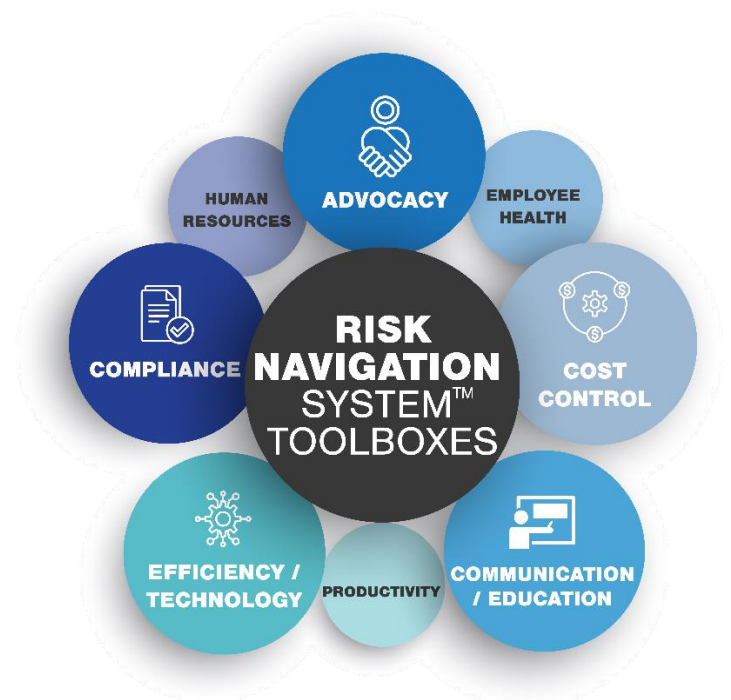 ADVOCACY
HUMAN
RESOURCES
EMPLOYEE
HEALTH
COMPLIANCE
RISK
NAVIGATION
SYSTEM™
TOOLBOXES
COST
CONTROL
EFFICIENCY /
TECHNOLOGY
PRODUCTIVITY
COMMUNICATION
/ EDUCATION
$
$
$